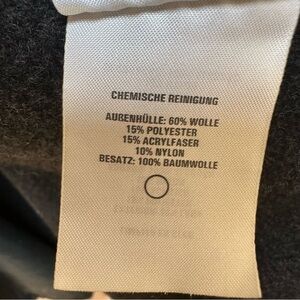 CHEMISCHE REINIGUNG
AUßENHÜLLE: 60% WOLLE
15% POLYESTER
15% ACRYLFASER
10% NYLON
BESATZ: 100% BAUMWOLLE